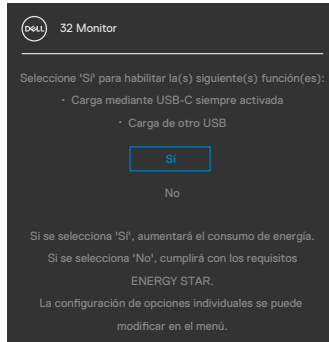 DELL
32 Monitor
Seleccione 'Sí' para habilitar la(s) siguiente(s) función(es):
· Carga mediante USB-C siempre activada
· Carga de otro USB
Sí
No
Si se selecciona 'Sí', aumentará el consumo de energía.
Si se selecciona 'No', cumplirá con los requisitos
ENERGY STAR.
La configuración de opciones individuales se puede
modificar en el menú.